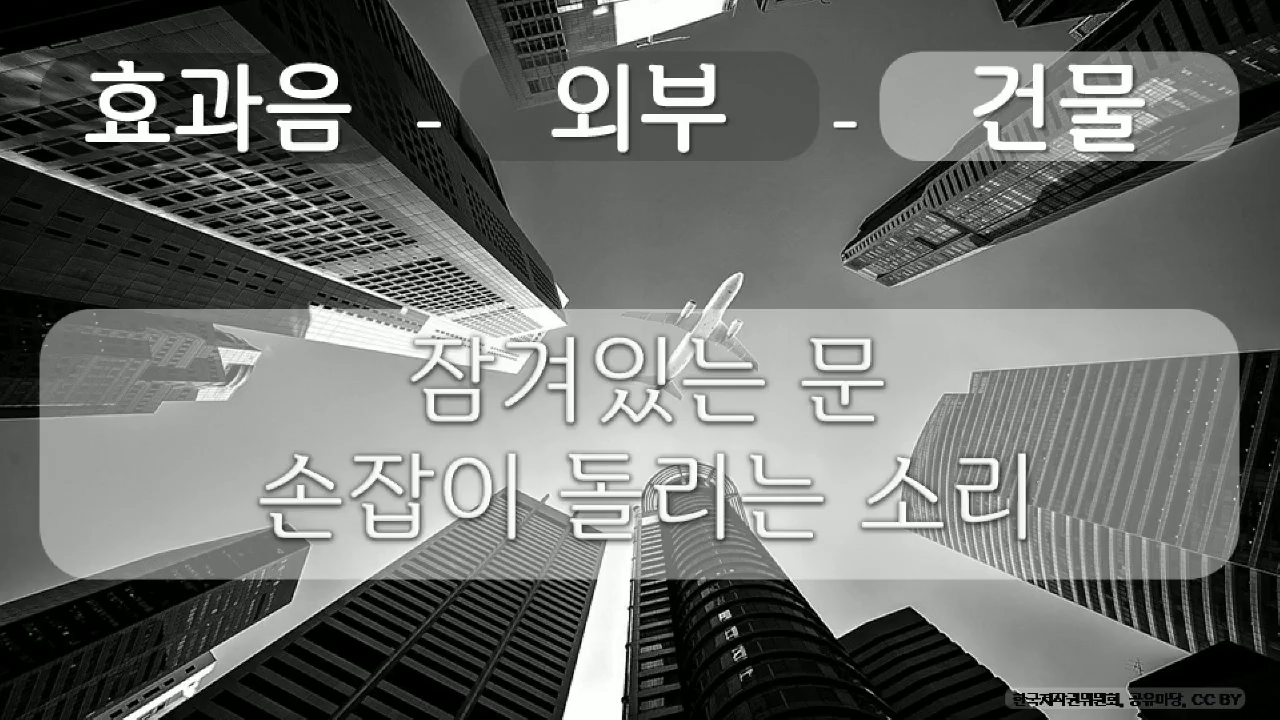 효과음 - 외부 - 건물
잠겨있는 문
손잡이 돌리는 소리
한국저작권위원회, 공유마당, CC BY